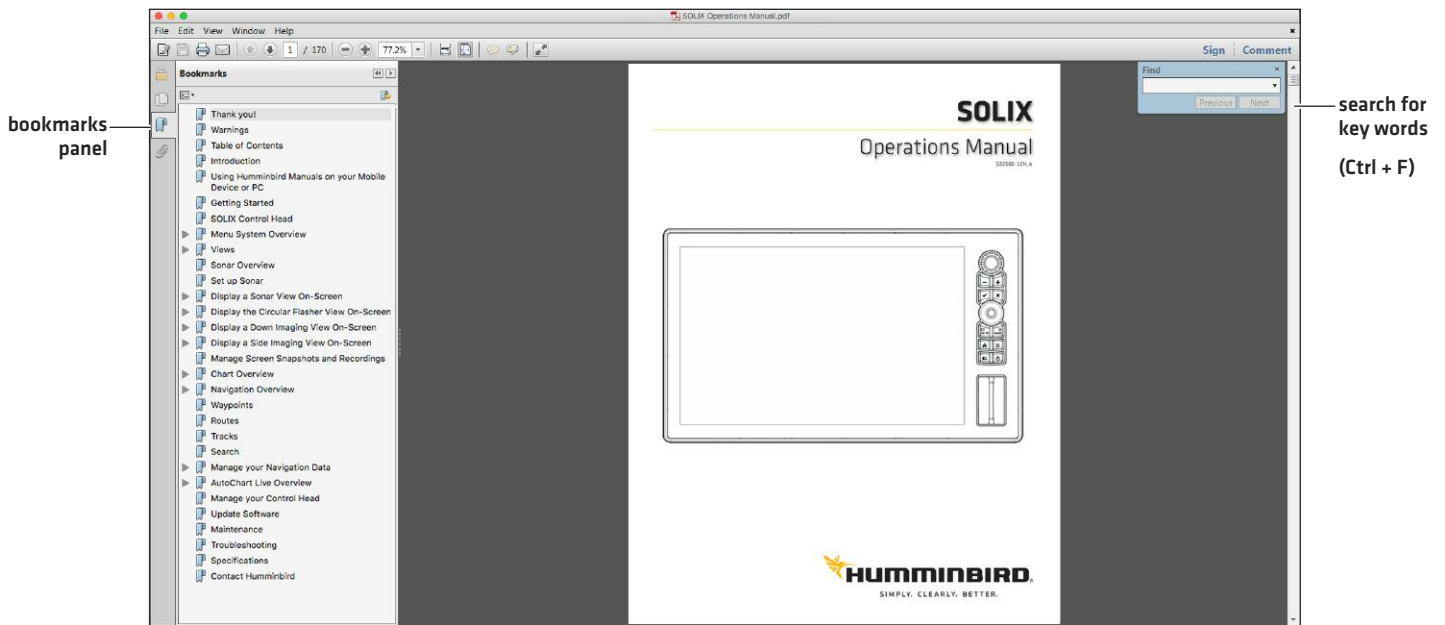 SOLIX Operations Manual.pdf
File Edit View Window Help
1 / 170 77.2%
Sign Comment
Bookmarks
Thank you!
Warnings
Table of Contents
Introduction
Using Humminbird Manuals on your Mobile
Device or PC
Getting Started
SOLIX Control Head
Menu System Overview
Views
Sonar Overview
Set up Sonar
Display a Sonar View On-Screen
Display the Circular Flasher View On-Screen
Display a Down Imaging View On-Screen
Display a Side Imaging View On-Screen
Manage Screen Snapshots and Recordings
Chart Overview
Navigation Overview
Waypoints
Routes
Tracks
Search
Manage your Navigation Data
AutoChart Live Overview
Manage your Control Head
Update Software
Maintenance
Troubleshooting
Specifications
Contact Humminbird
bookmarks
panel
SOLIX
Operations Manual
HUMMINBIRD.
SIMPLY. CLEARLY. BETTER.
Find
Previous Next
search for
key words
(Ctrl + F)